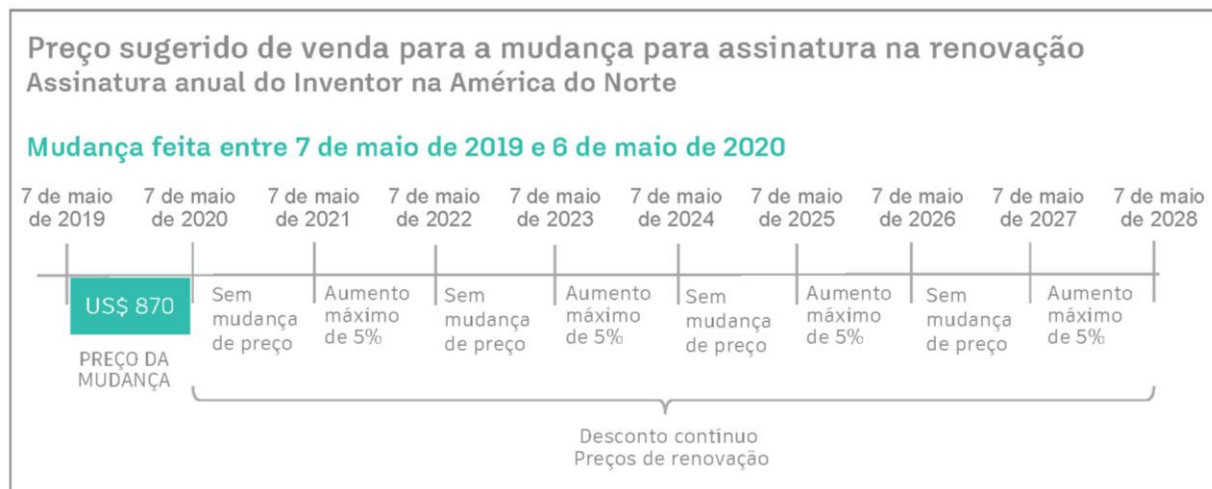 Preço sugerido de venda para a mudança para assinatura na renovação
Assinatura anual do Inventor na América do Norte
Mudança feita entre 7 de maio de 2019 e 6 de maio de 2020
7 de maio 7 de maio 7 de maio 7 de maio 7 de maio 7 de maio 7 de maio 7 de maio 7 de maio 7 de maio
de 2019 de 2020 de 2021 de 2022 de 2023 de 2024 de 2025 de 2026 de 2027 de 2028
US$ 870
PREÇO DA
MUDANÇA
Sem
mudança
de preço
Aumento
máximo
de 5%
Sem
mudança
de preço
Aumento
máximo
de 5%
Sem
mudança
de preço
Aumento
máximo
de 5%
Sem
mudança
de preço
Aumento
máximo
de 5%
Desconto contínuo
Preços de renovação